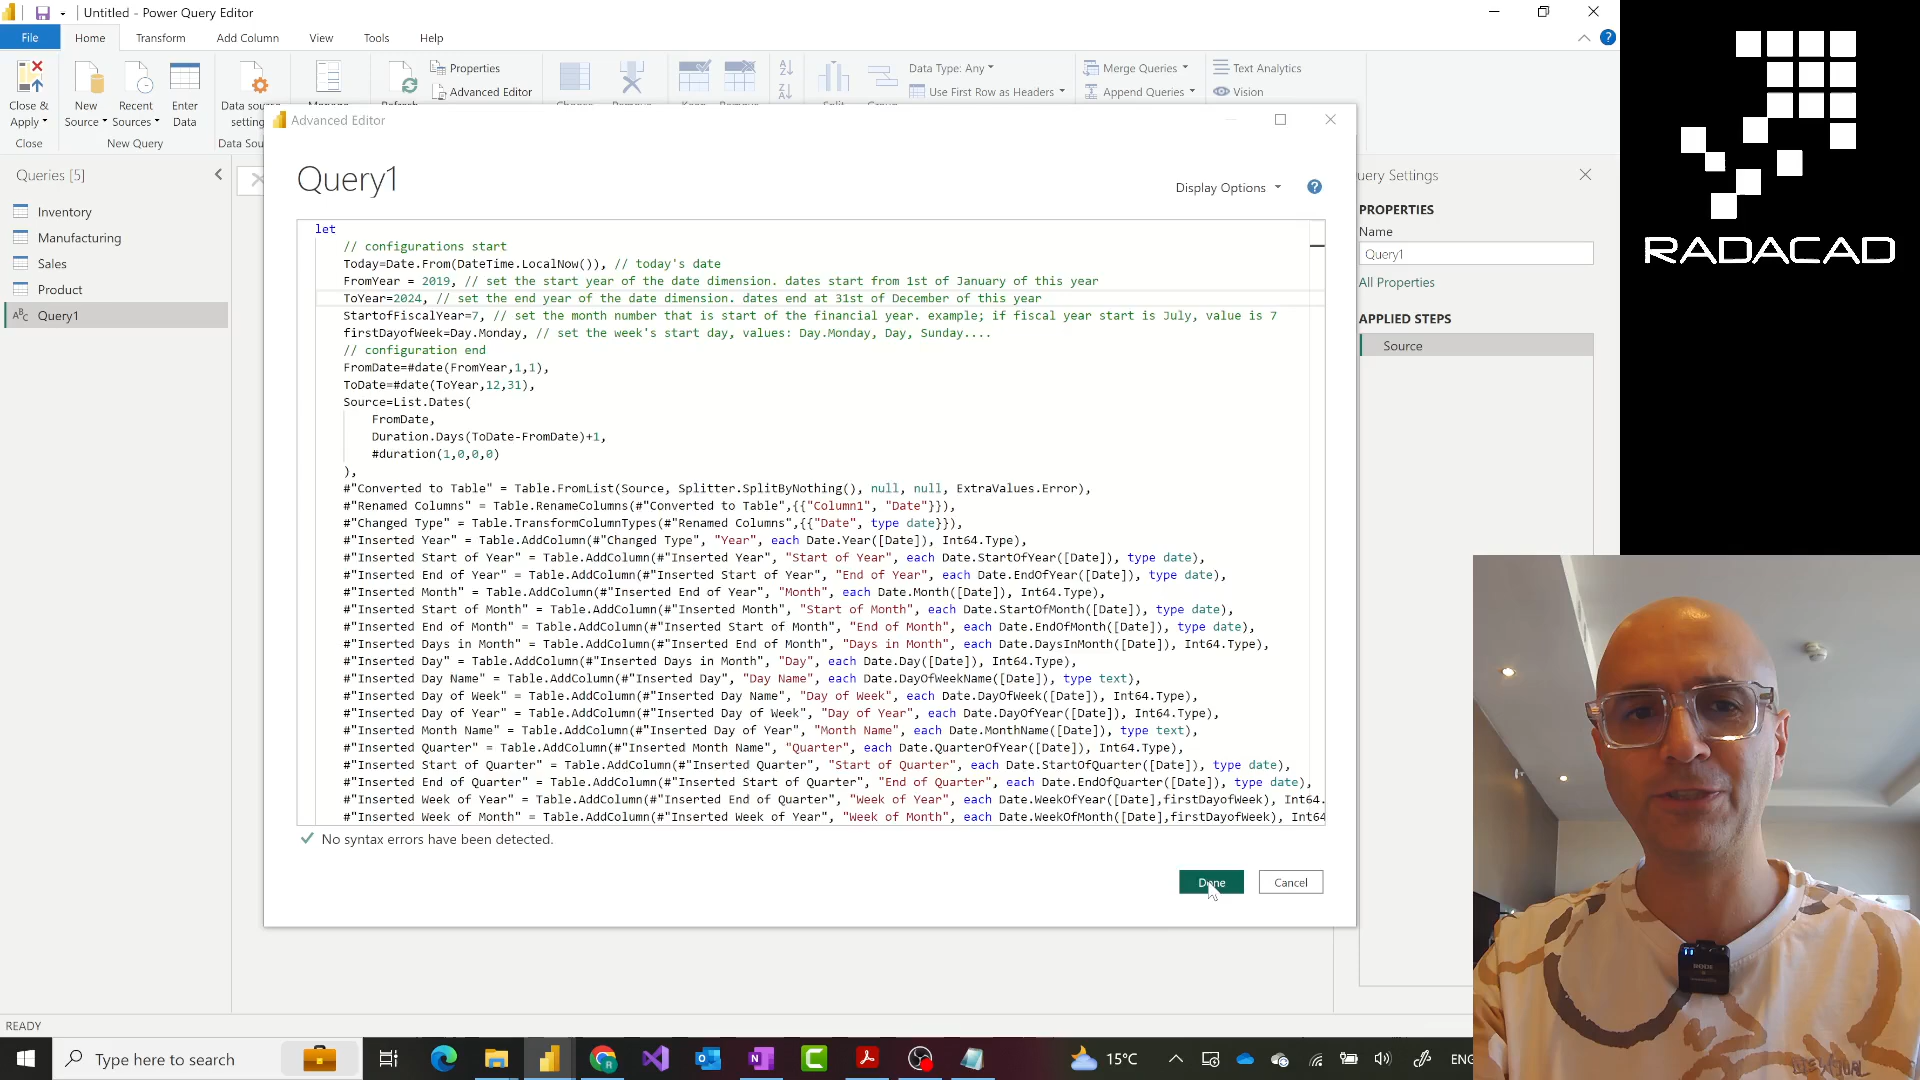 Untitled - Power Query Editor
File
Home
Transform
Add Column
View
Tools
Help
Close &
Apply
New
Source
Recent
Sources
Enter
Data
Data source
settin
Properties
Advanced Editor
Data Type: Any
Use First Row as Headers
Merge Queries
Append Queries
Text Analytics
Vision
Close
New Query
Data Sou
Queries [5]
Inventory
Manufacturing
Sales
Product
ABC Query1
Advanced Editor
Query1
Display Options
let
// configurations start
Today=Date.From(DateTime.LocalNow()), // today's date
FromYear = 2019, // set the start year of the date dimension. dates start from 1st of January of this year
ToYear=2024, // set the end year of the date dimension. dates end at 31st of December of this year
StartofFiscalYear=7, // set the month number that is start of the financial year. example; if fiscal year start is July, value is 7
firstDayofWeek=Day.Monday, // set the week's start day, values: Day.Monday, Day, Sunday....
// configuration end
FromDate=#date(FromYear,1,1),
ToDate=#date(ToYear,12,31),
Source=List.Dates(
FromDate,
Duration.Days(ToDate-FromDate)+1,
#duration(1,0,0,0)
),
#"Converted to Table" = Table.FromList(Source, Splitter.SplitByNothing(), null, null, ExtraValues.Error),
#"Renamed Columns" = Table.RenameColumns(#"Converted to Table",{{"Column1", "Date"}}),
#"Changed Type" = Table.TransformColumnTypes(#"Renamed Columns",{{"Date", type date}}),
#"Inserted Year" = Table.AddColumn(#"Changed Type", "Year", each Date.Year([Date]), Int64.Type),
#"Inserted Start of Year" = Table.AddColumn(#"Inserted Year", "Start of Year", each Date.StartOfYear([Date]), type date),
#"Inserted End of Year" = Table.AddColumn(#"Inserted Start of Year", "End of Year", each Date.EndOfYear([Date]), type date),
#"Inserted Month" = Table.AddColumn(#"Inserted End of Year", "Month", each Date.Month([Date]), Int64.Type),
#"Inserted Start of Month" = Table.AddColumn(#"Inserted Month", "Start of Month", each Date.StartOfMonth([Date]), type date),
#"Inserted End of Month" = Table.AddColumn(#"Inserted Start of Month", "End of Month", each Date.EndOfMonth([Date]), type date),
#"Inserted Days in Month" = Table.AddColumn(#"Inserted End of Month", "Days in Month", each Date.DaysInMonth([Date]), Int64.Type),
#"Inserted Day" = Table.AddColumn(#"Inserted Days in Month", "Day", each Date.Day([Date]), Int64.Type),
#"Inserted Day Name" = Table.AddColumn(#"Inserted Day", "Day Name", each Date.DayOfWeekName([Date]), type text),
#"Inserted Day of Week" = Table.AddColumn(#"Inserted Day Name", "Day of Week", each Date.DayOfWeek([Date]), Int64.Type),
#"Inserted Day of Year" = Table.AddColumn(#"Inserted Day of Week", "Day of Year", each Date.DayOfYear([Date]), Int64.Type),
#"Inserted Month Name" = Table.AddColumn(#"Inserted Day of Year", "Month Name", each Date.MonthName([Date]), type text),
#"Inserted Quarter" = Table.AddColumn(#"Inserted Month Name", "Quarter", each Date.QuarterOfYear([Date]), Int64.Type),
#"Inserted Start of Quarter" = Table.AddColumn(#"Inserted Quarter", "Start of Quarter", each Date.StartOfQuarter([Date]), type date),
#"Inserted End of Quarter" = Table.AddColumn(#"Inserted Start of Quarter", "End of Quarter", each Date.EndOfQuarter([Date]), type date),
#"Inserted Week of Year" = Table.AddColumn(#"Inserted End of Quarter", "Week of Year", each Date.WeekOfYear([Date],firstDayofWeek), Int64.
#"Inserted Week of Month" = Table.AddColumn(#"Inserted Week of Year", "Week of Month", each Date.WeekOfMonth([Date],firstDayofWeek), Int64
No syntax errors have been detected.
Done
Cancel
uery Settings
PROPERTIES
Name
Query1
All Properties
APPLIED STEPS
Source
RADACAD
READY
Type here to search
15°C
ENG